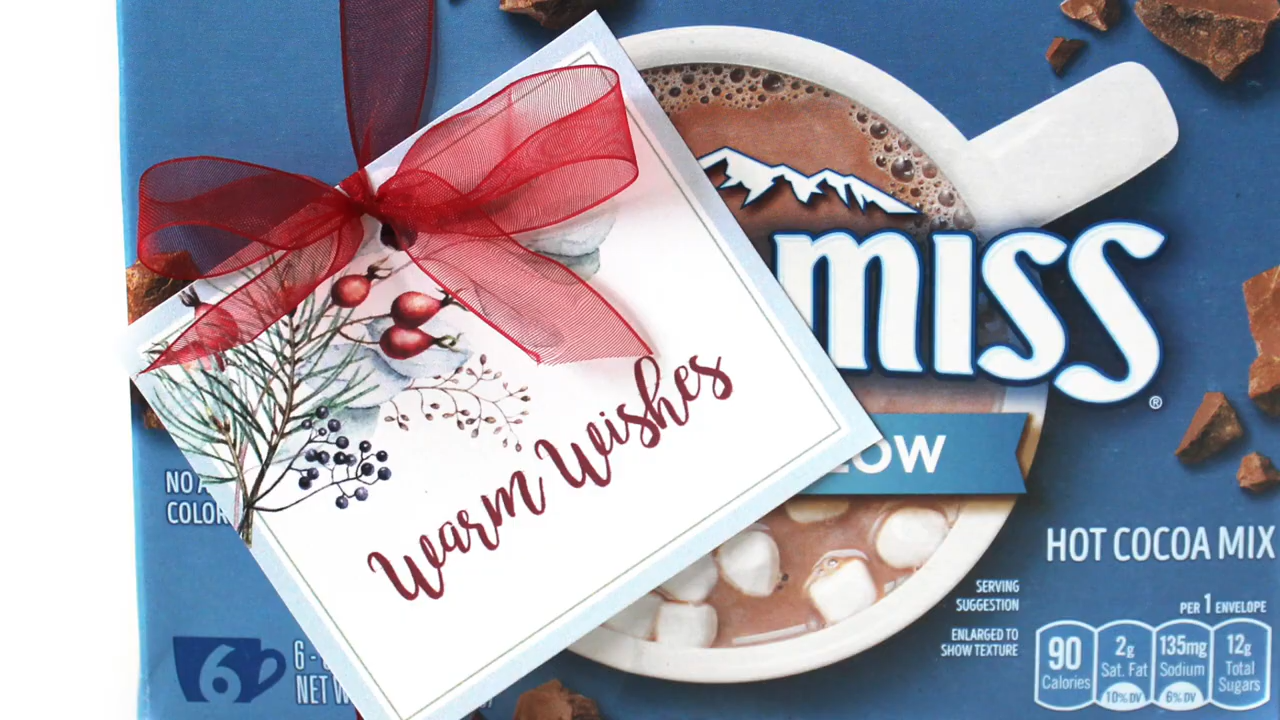 MISS
®
LOW
Warm Wishes
NO
COLOR
HOT COCOA MIX
SERVING
SUGGESTION
ENLARGED TO
SHOW TEXTURE
PER 1 ENVELOPE
90
Calories
2g
Sat. Fat
10% DV
135mg
Sodium
6% DV
12g
Total
Sugars
6
6 -
NET